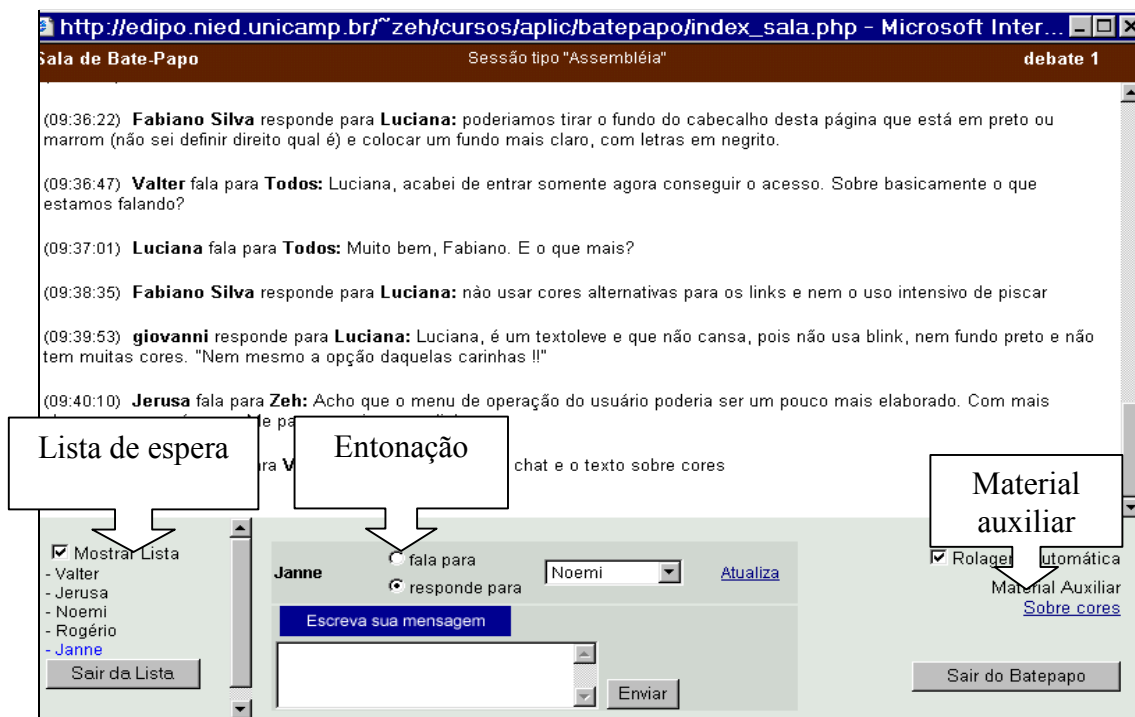 http://edipo.nied.unicamp.br/~zeh/cursos/aplic/batepapo/index_sala.php - Microsoft Inter...
Sala de Bate-Papo Sessão tipo "Assembléia" debate 1
(09:36:22) Fabiano Silva responde para Luciana: poderiamos tirar o fundo do cabecalho desta página que está em preto ou
marrom (não sei definir direito qual é) e colocar um fundo mais claro, com letras em negrito.
(09:36:47) Valter fala para Todos: Luciana, acabei de entrar somente agora conseguir o acesso. Sobre basicamente o que
estamos falando?
(09:37:01) Luciana fala para Todos: Muito bem, Fabiano. E o que mais?
(09:38:35) Fabiano Silva responde para Luciana: nào usar cores alternativas para os links e nem o uso intensivo de piscar
(09:39:53) giovanni responde para Luciana: Luciana, é um textoleve e que não cansa, pois não usa blink, nem fundo preto e não
tem muitas cores. "Nem mesmo a opção daquelas carinhas !!"
(09:40:10) Jerusa fala para Zeh: Acho que o menu de operação do usuário poderia ser um pouco mais elaborado. Com mais
chat e o texto sobre cores
Lista de espera
Entonação
Material
auxiliar
Mostrar Lista
- Valter
- Jerusa
- Noemi
- Rogério
- Janne
Sair da Lista
Janne
fala para
responde para
Noemi
Atualiza
Escreva sua mensagem
Enviar
Material Auxiliar
Sobre cores
Sair do Batepapo